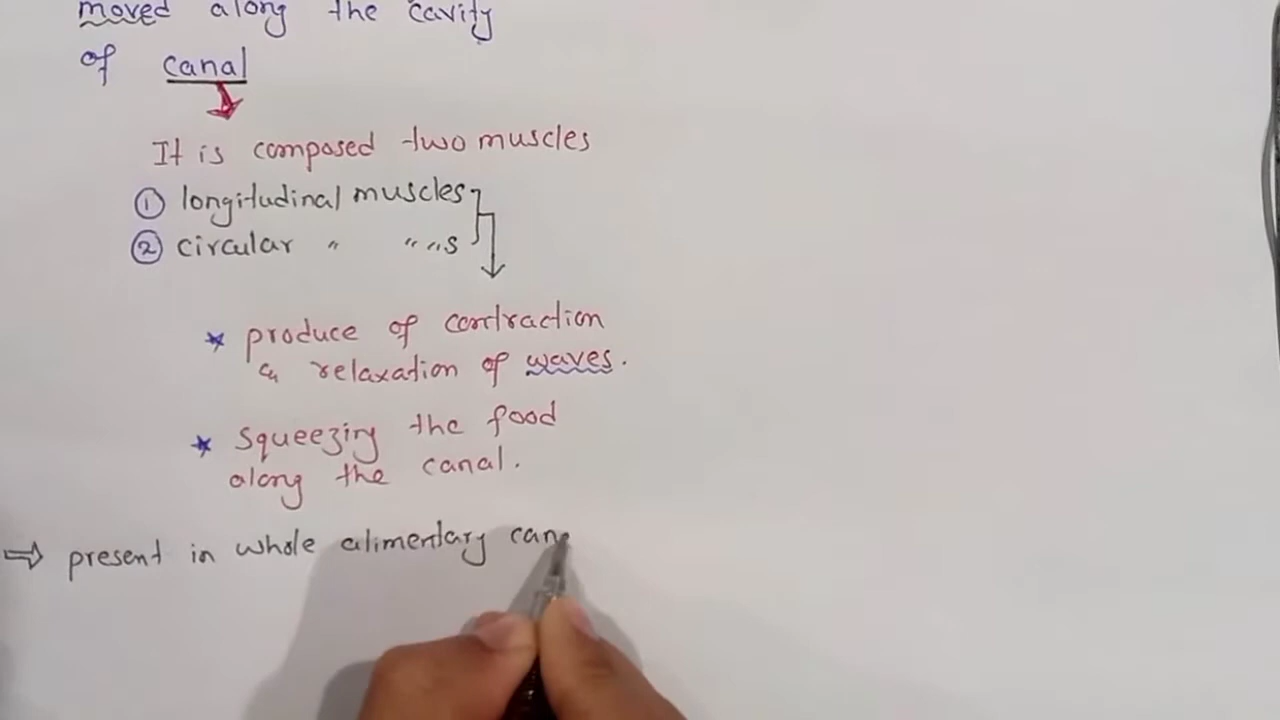 moved along the cavity
of canal
It is composed two muscles
① longitudinal muscles
② circular " " "s
* produce of contraction
& relaxation of waves.
* squeezing the food
along the canal.
⇒ present in whole alimentary can